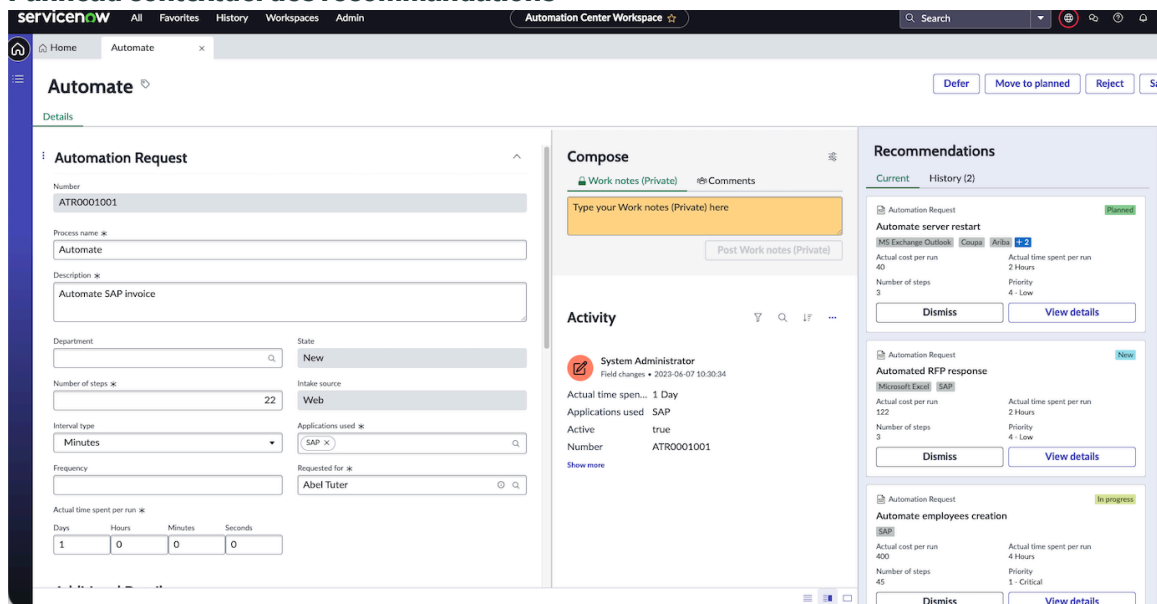 servicenow All Favorites History Workspaces Admin Automation Center Workspace Search
Home Automate ×
Automate
Defer Move to planned Reject
Details
Automation Request
Number
ATR0001001
Process name
Automate
Description
Automate SAP invoice
Department
State
New
Number of steps
22
Intake source
Web
Interval type
Minutes
Applications used
SAP ×
Frequency
Requested for
Abel Tuter
Actual time spent per run
Days Hours Minutes Seconds
1 0 0 0
Compose
Work notes (Private) Comments
Type your Work notes (Private) here
Post Work notes (Private)
Activity
System Administrator
Field changes • 2023-06-07 10:30:34
Actual time spen... 1 Day
Applications used SAP
Active true
Number ATR0001001
Show more
Recommendations
Current History (2)
Automation Request Planned
Automate server restart
MS Exchange Outlook Coupa Ariba + 2
Actual cost per run Actual time spent per run
40 2 Hours
Number of steps Priority
3 4 - Low
Dismiss View details
Automation Request New
Automated RFP response
Microsoft Excel SAP
Actual cost per run Actual time spent per run
122 2 Hours
Number of steps Priority
3 4 - Low
Dismiss View details
Automation Request In progress
Automate employees creation
SAP
Actual cost per run Actual time spent per run
400 4 Hours
Number of steps Priority
45 1 - Critical
Dismiss View details